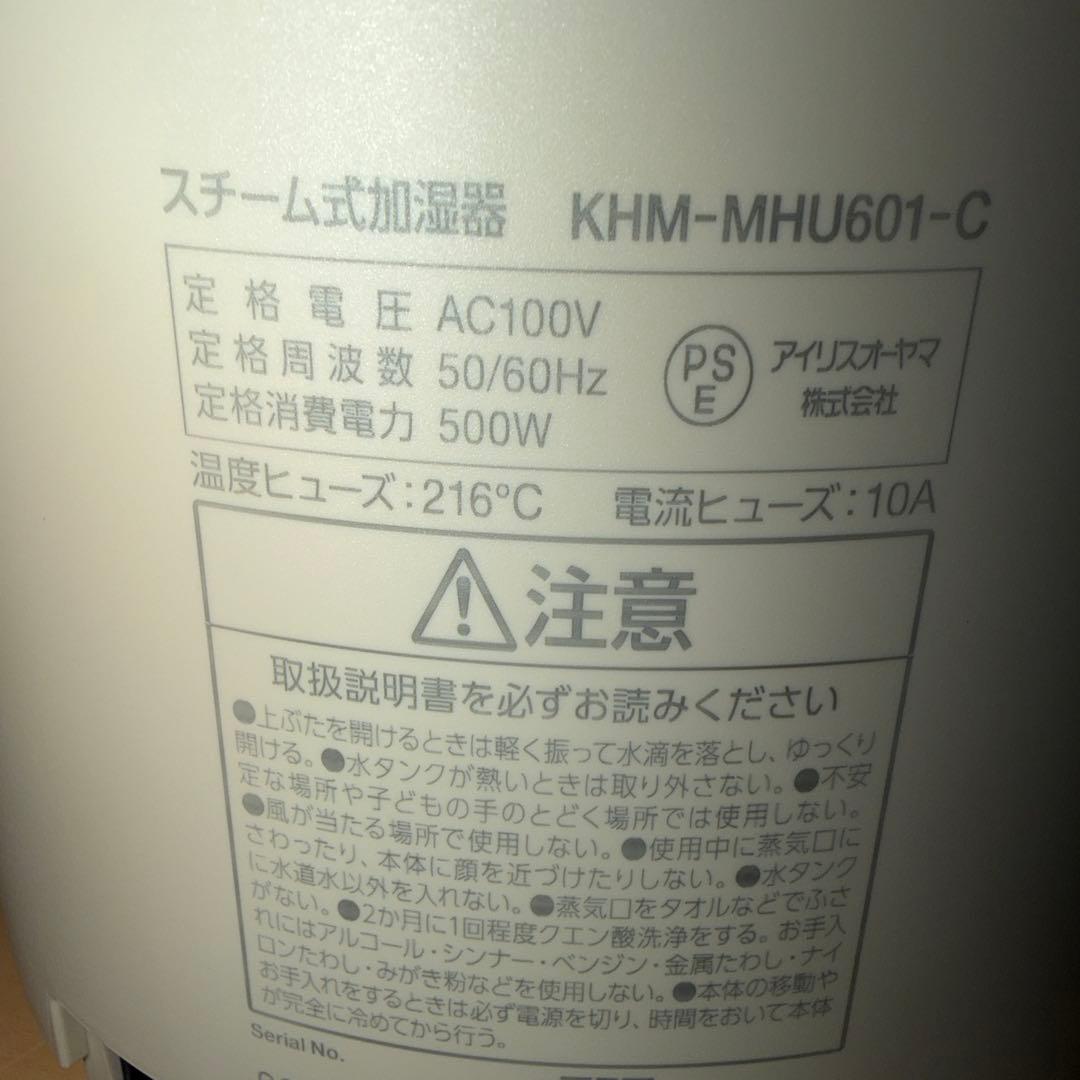 スチーム式加湿器 KHM-MHU601-C
定格電圧 AC100V
定格周波数 50/60Hz
定格消費電力 500W
PS
E
アイリスオーヤマ
株式会社
温度ヒューズ:216℃ 電流ヒューズ:10A
注意
取扱説明書を必ずお読みください
●上ぶたを開けるときは軽く振って水滴を落とし、ゆっくり
開ける。●水タンクが熱いときは取り外さない。●不安
定な場所や子どもの手のとどく場所では使用しない。
●風が当たる場所で使用しない。●使用中に蒸気口に
さわったり、本体に顔を近づけたりしない。●水タンク
に水道水以外を入れない。●蒸気口をタオルなどでふさ
がない。●2か月に1回程度クエン酸洗浄をする。お手入
れにはアルコール・シンナー・ベンジン・金属たわし・ナイ
ロンたわし・みがき粉などを使用しない。●本体の移動や
お手入れをするときは必ず電源を切り、時間をおいて本体
が完全に冷めてから行う。
Serial No.